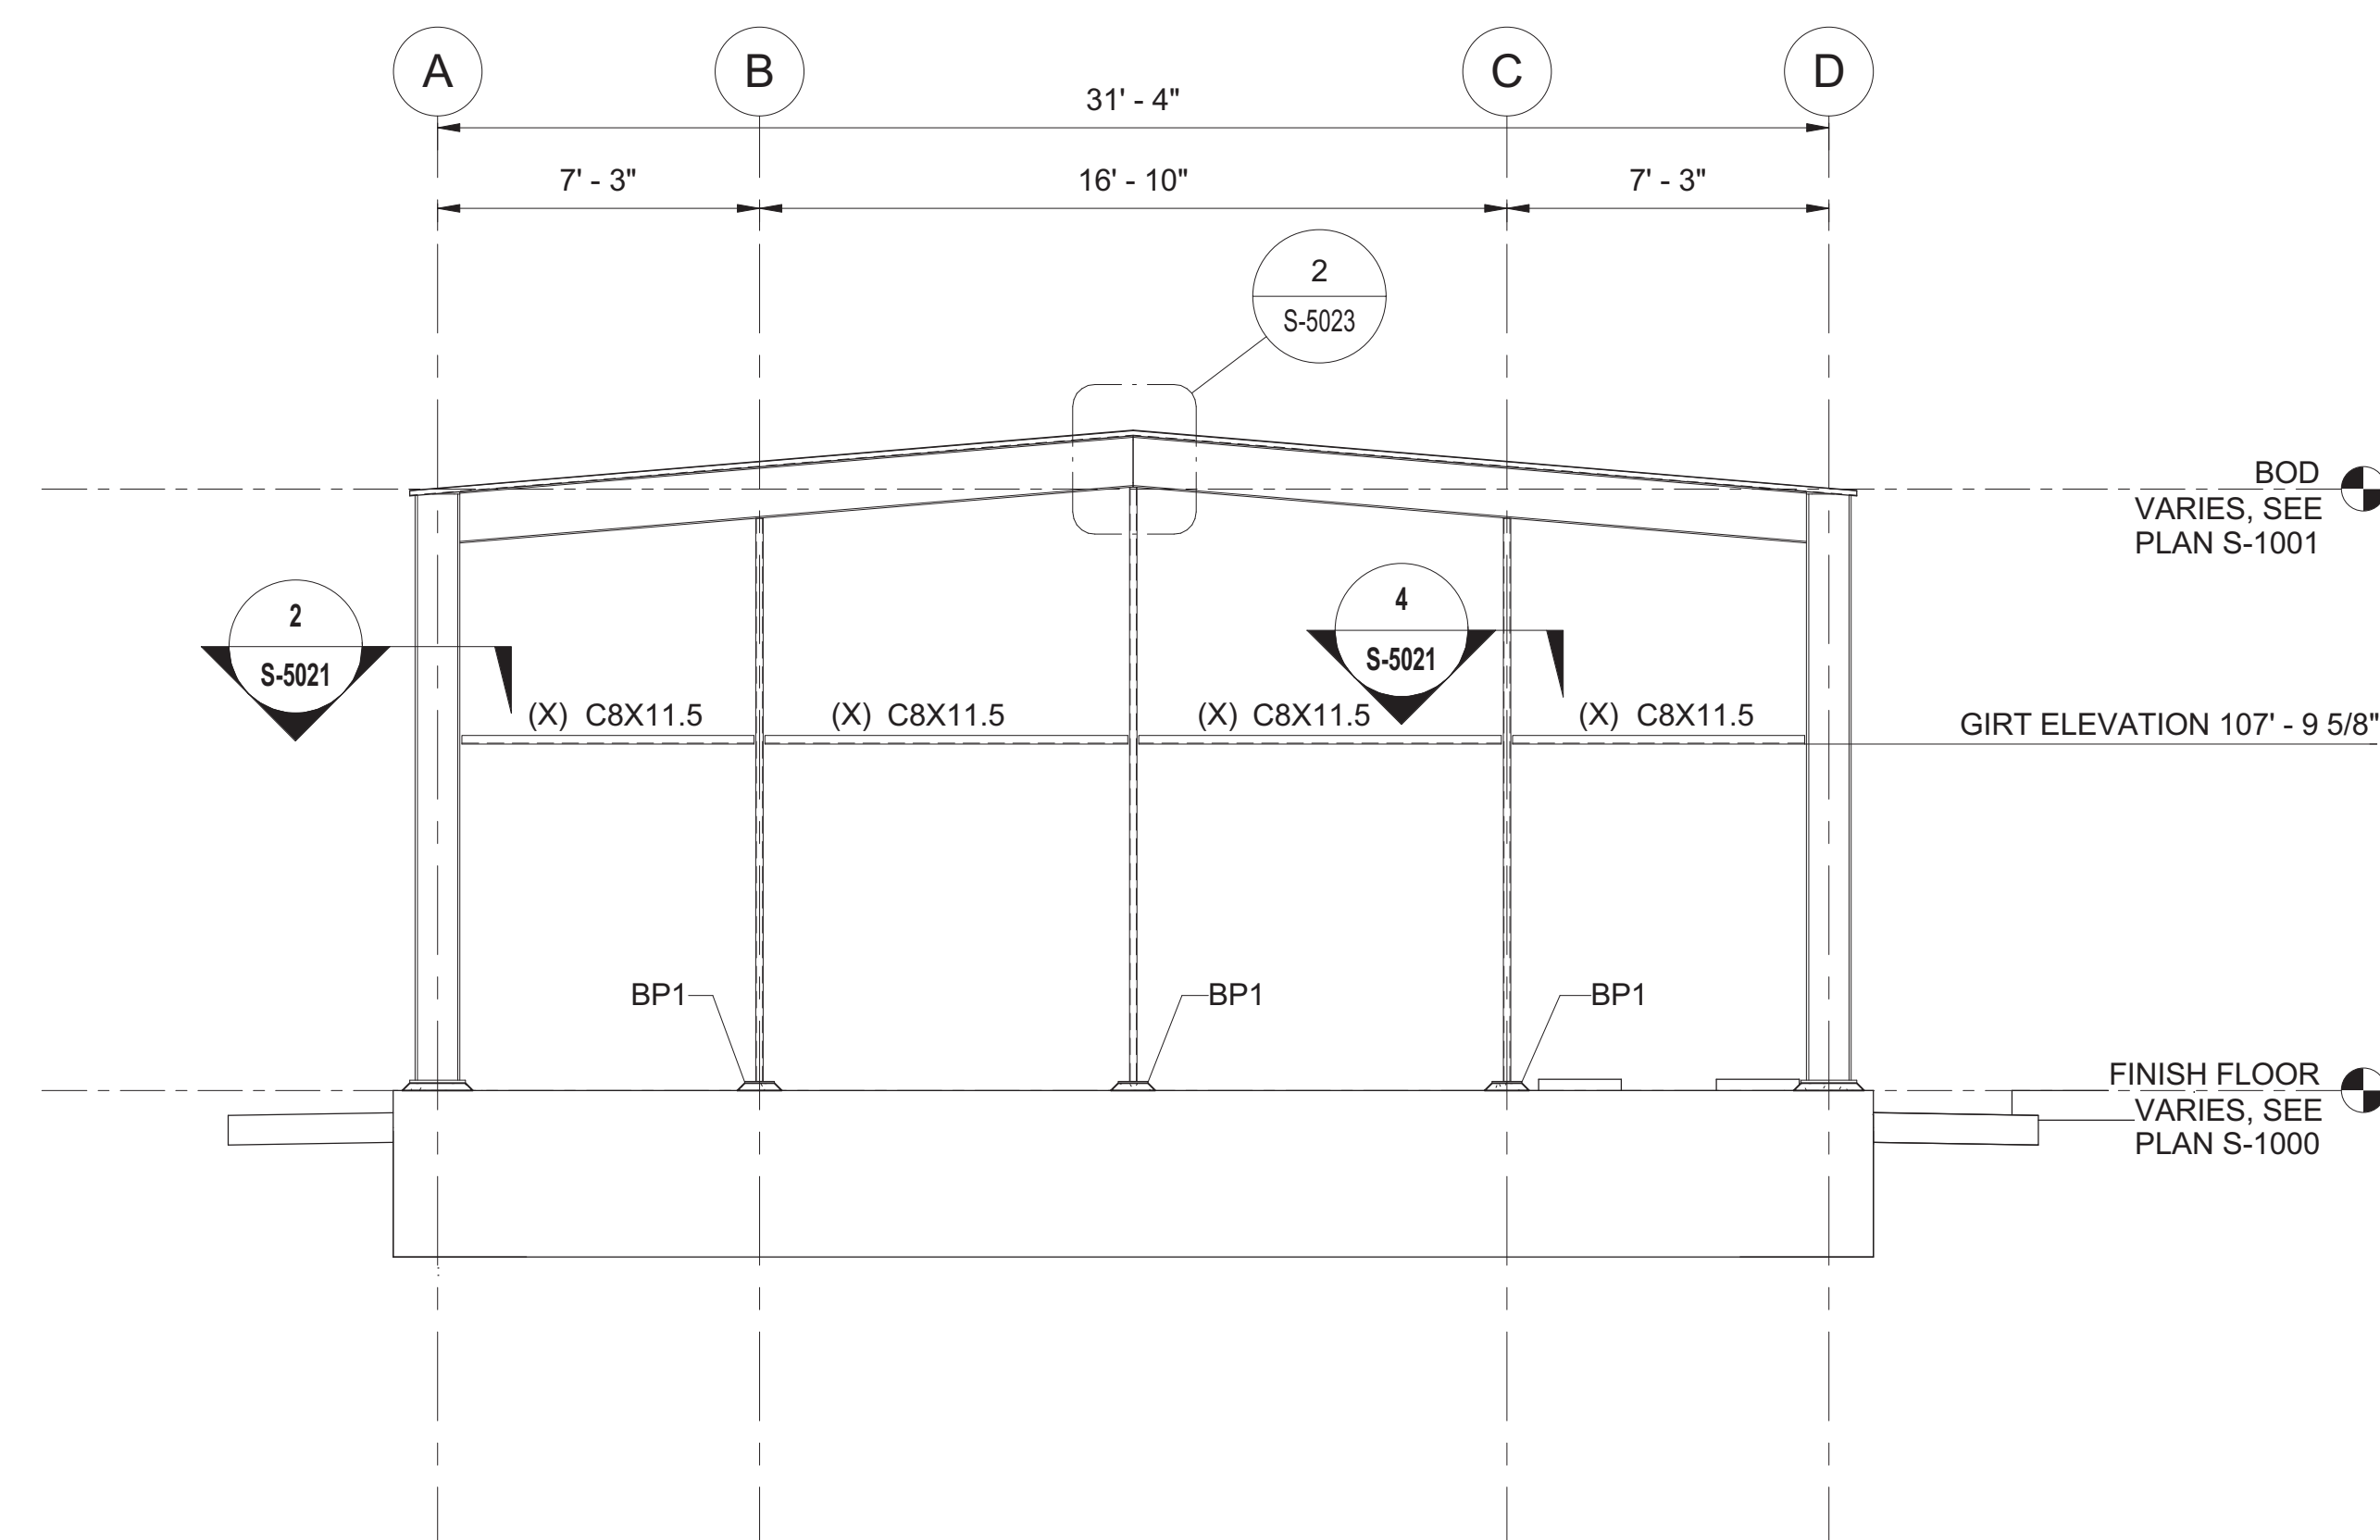 A
B
C
D
31' - 4"
7' - 3"
16' - 10"
7' - 3"
2
S-5023
BOD
VARIES, SEE
PLAN S-1001
2
S-5021
4
S-5021
(X) C8X11.5
(X) C8X11.5
(X) C8X11.5
(X) C8X11.5
GIRT ELEVATION 107' - 9 5/8"
BP1
BP1
BP1
FINISH FLOOR
VARIES, SEE
PLAN S-1000